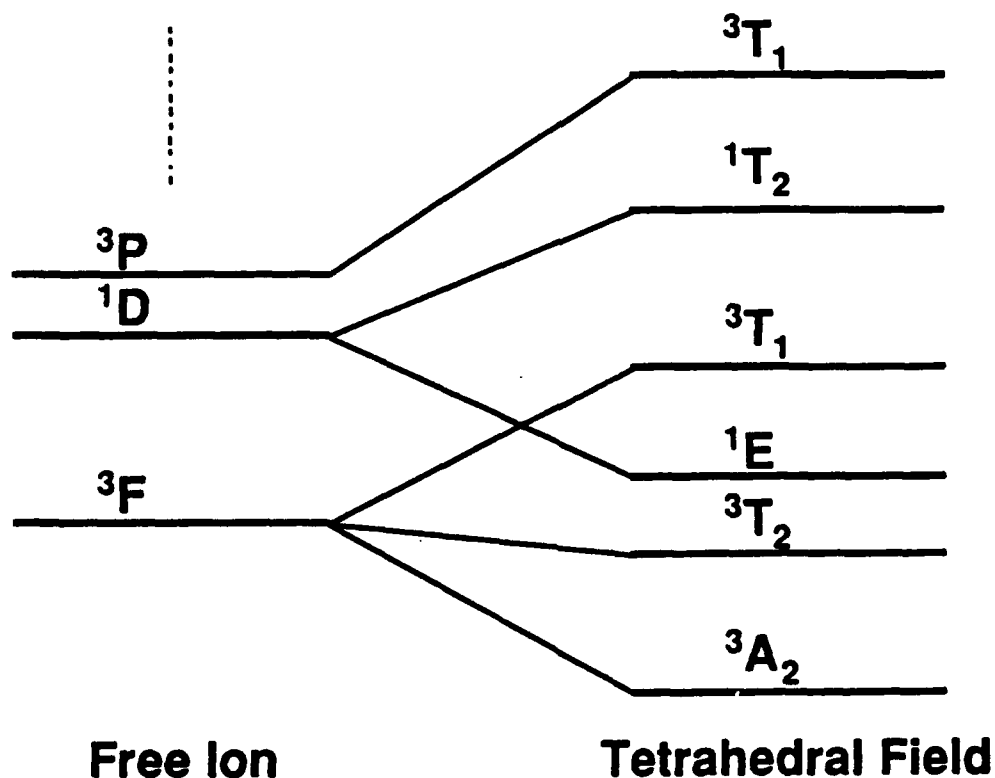 ³T₁
¹T₂
³P
¹D
³T₁
¹E
³F
³T₂
³A₂
Free Ion
Tetrahedral Field